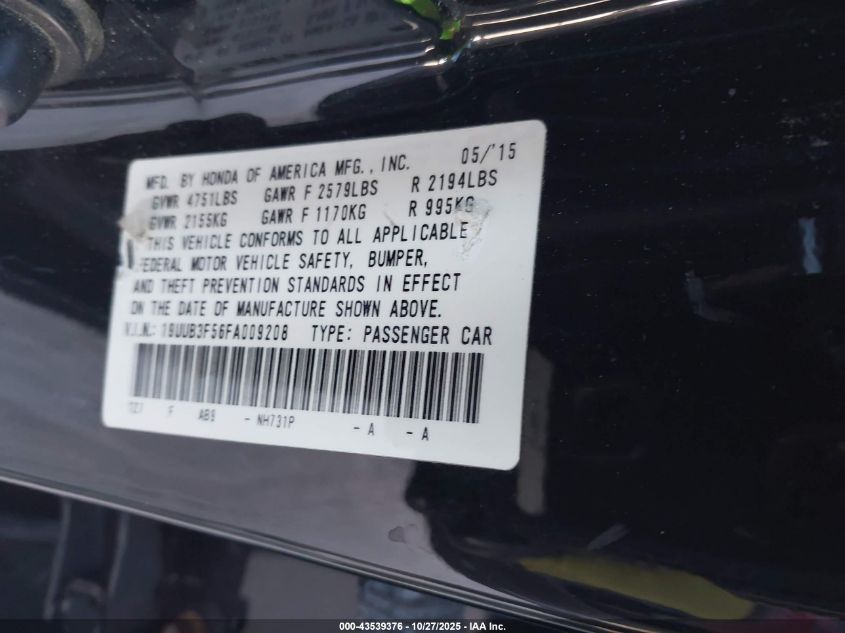 MFD. BY HONDA OF AMERICA MFG., INC. 05/'15
GVWR 4751LBS GAWR F 2579LBS R 2194LBS
GVWR 2155KG GAWR F 1170KG R 995KG
THIS VEHICLE CONFORMS TO ALL APPLICABLE
FEDERAL MOTOR VEHICLE SAFETY, BUMPER,
AND THEFT PREVENTION STANDARDS IN EFFECT
ON THE DATE OF MANUFACTURE SHOWN ABOVE.
V.I.N.: 19UUB3F56FA009208 TYPE: PASSENGER CAR
F AB9 - NH731P - A - A
000-43539376 - 10/27/2025 - IAA Inc.